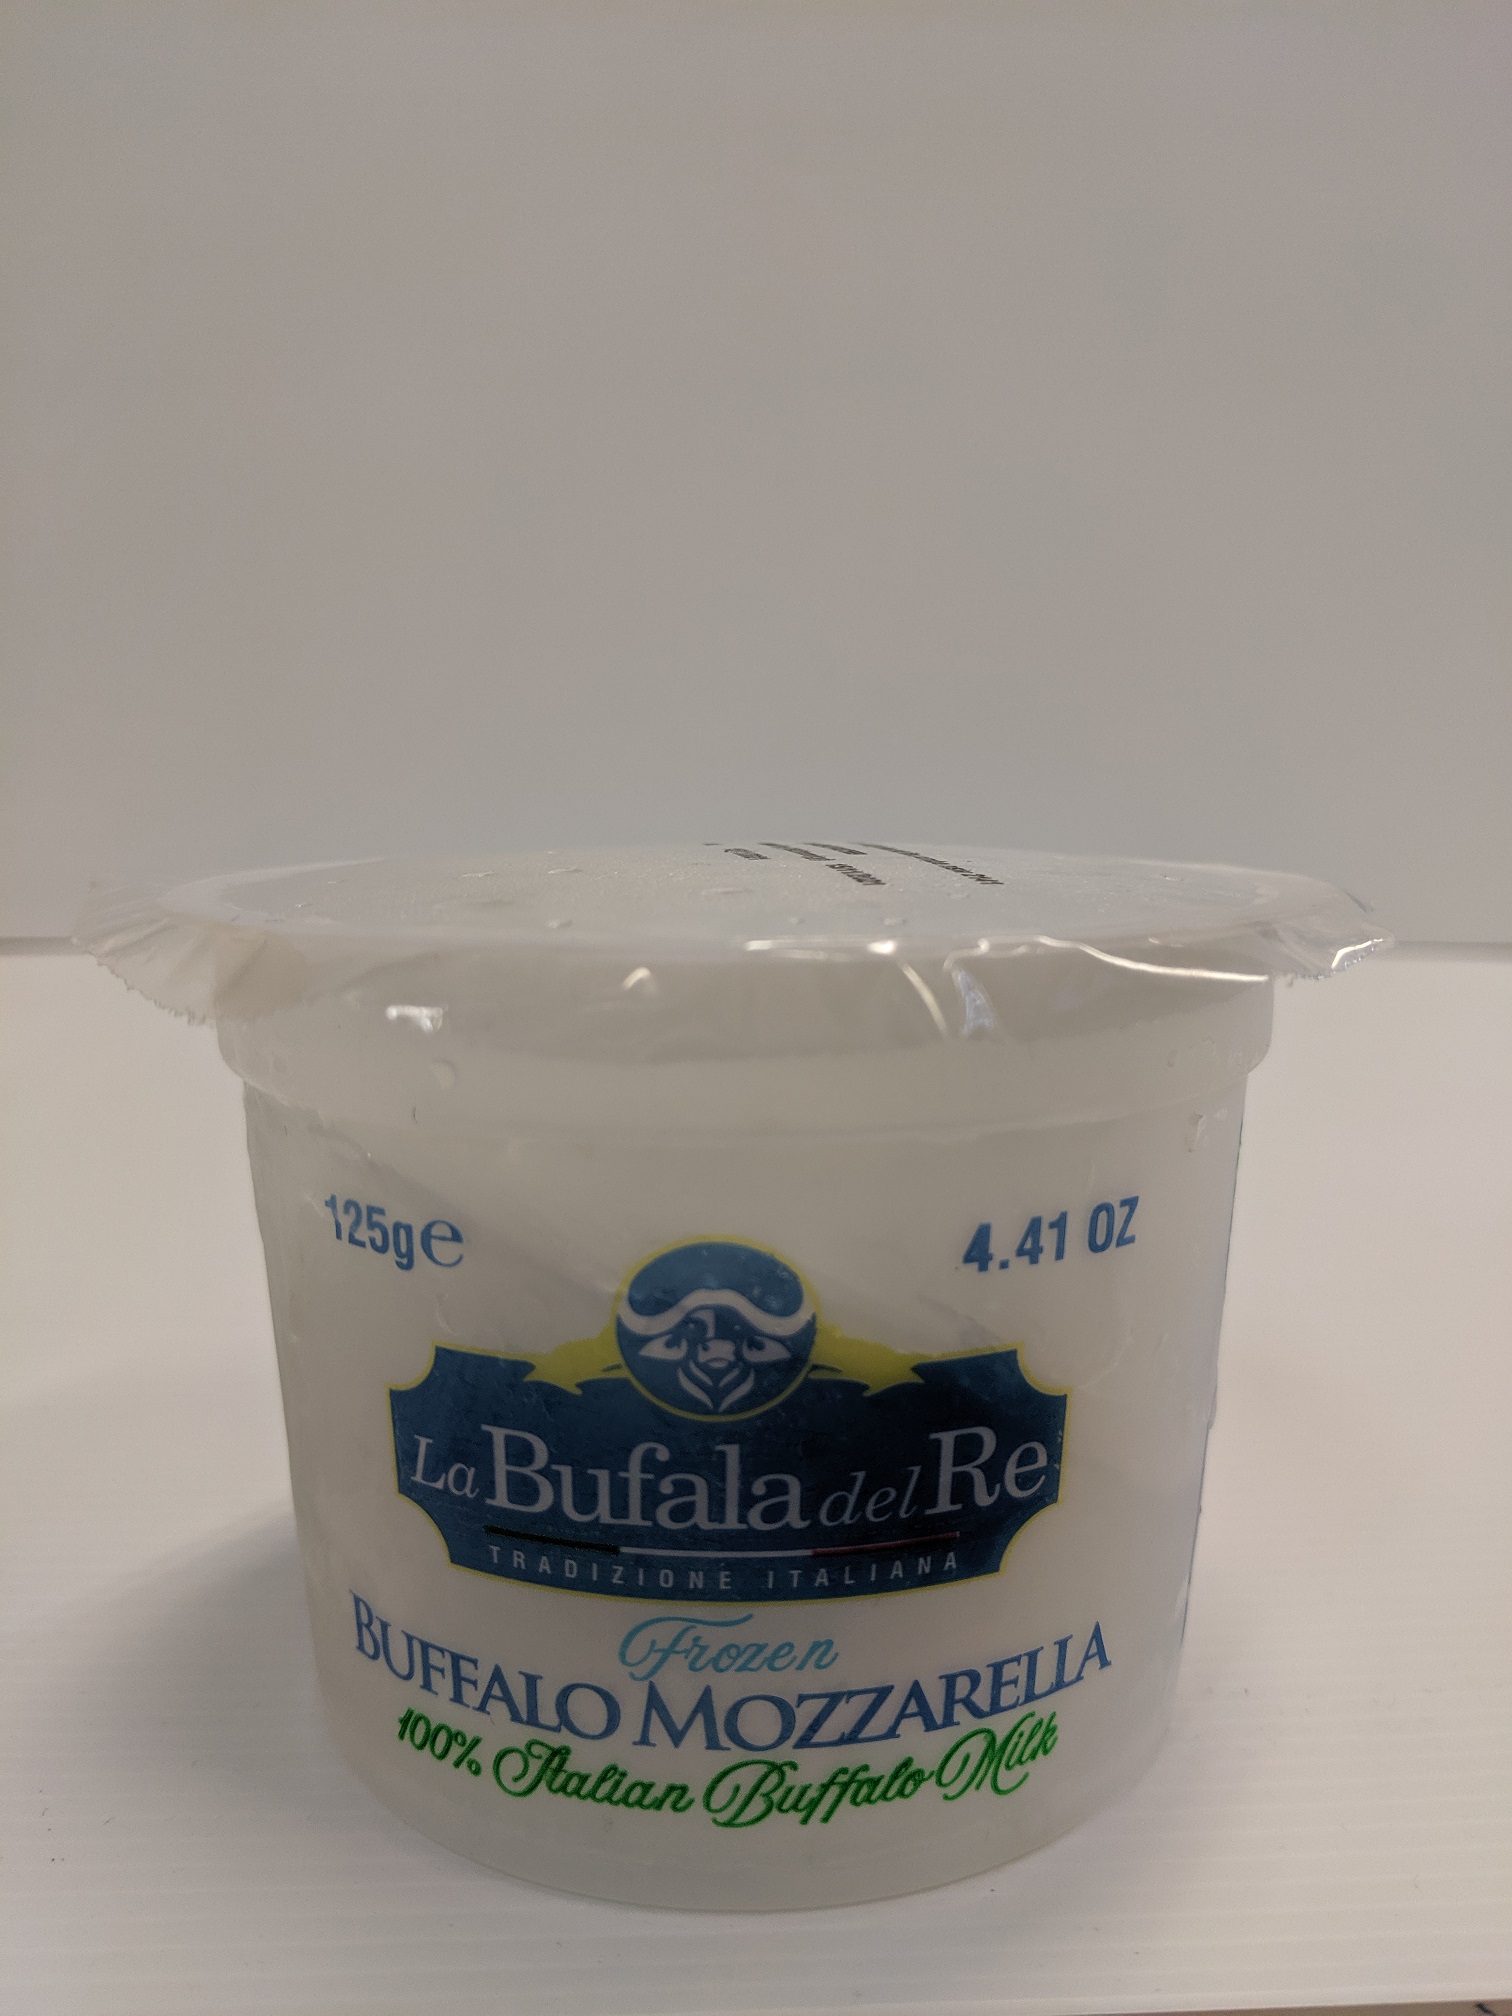 125g℮
4.41 OZ
La Bufala del Re
TRADIZIONE ITALIANA
Frozen
BUFFALO MOZZARELLA
100% Italian Buffalo Milk